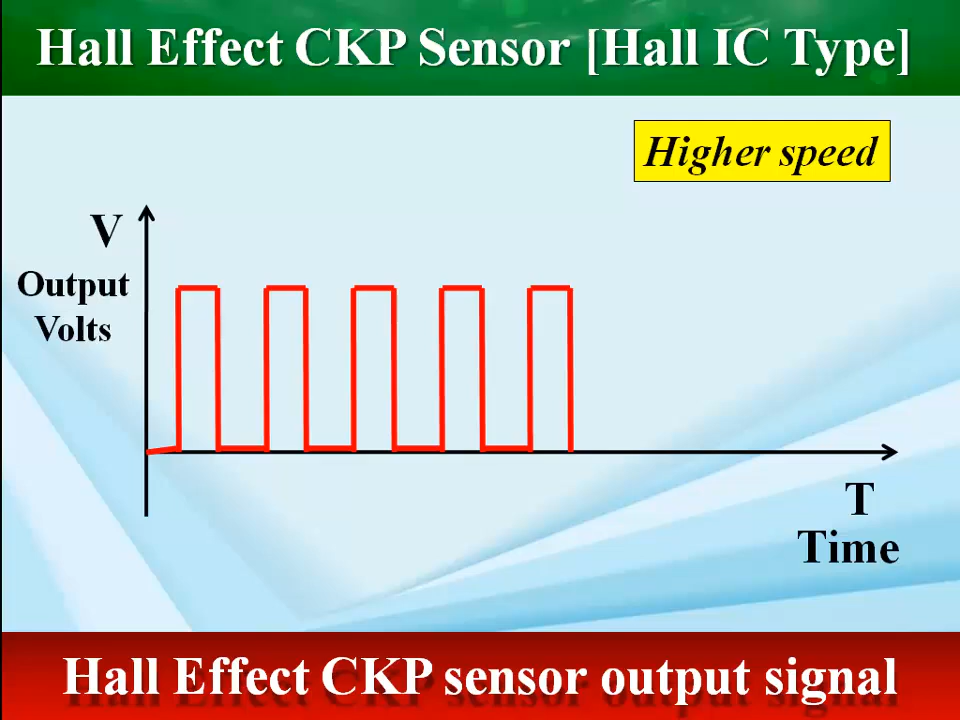 Hall Effect CKP Sensor [Hall IC Type]
Higher speed
V
Output
Volts
T
Time
Hall Effect CKP sensor output signal